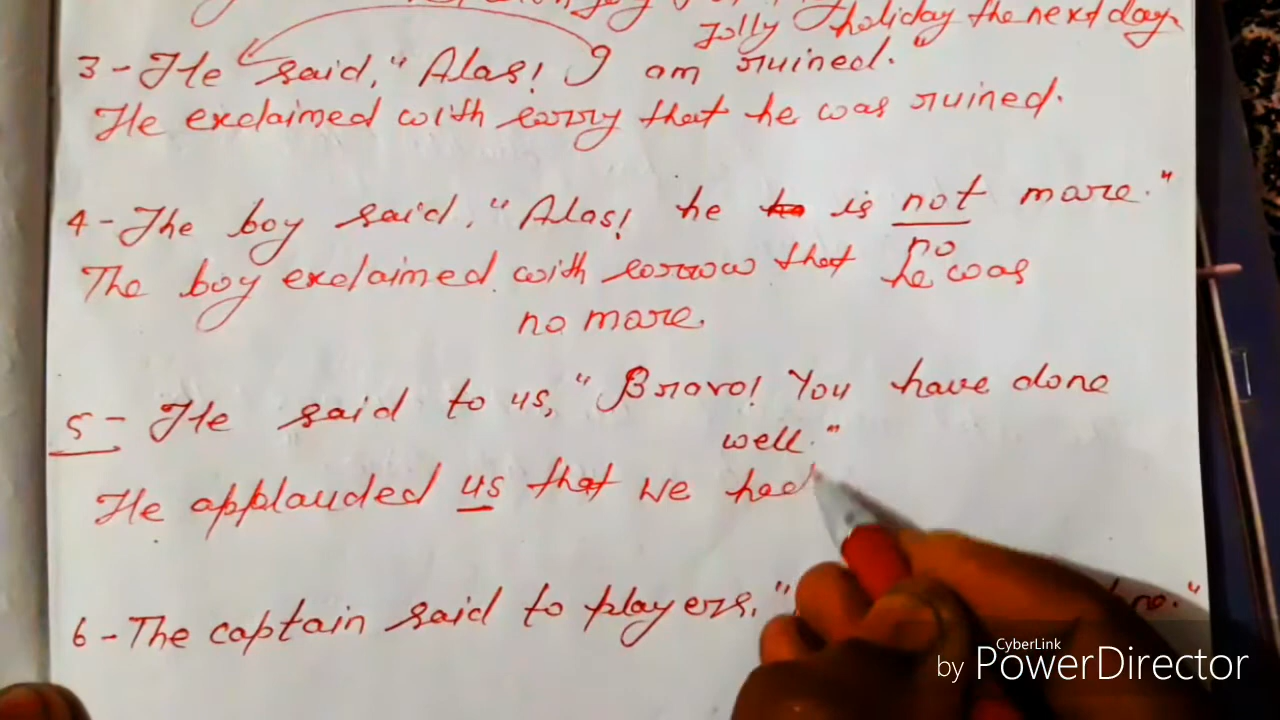 Jolly holiday the next day
3 - He said, "Alas! I am ruined."
He exclaimed with sorry that he was ruined.
4 - The boy said, "Alas! he is not more."
no
The boy exclaimed with sorrow that he was
no more.
5 - He said to us, "Bravo! You have done
well."
He applauded us that we had
6 - The captain said to players, "
no."
CyberLink
by PowerDirector